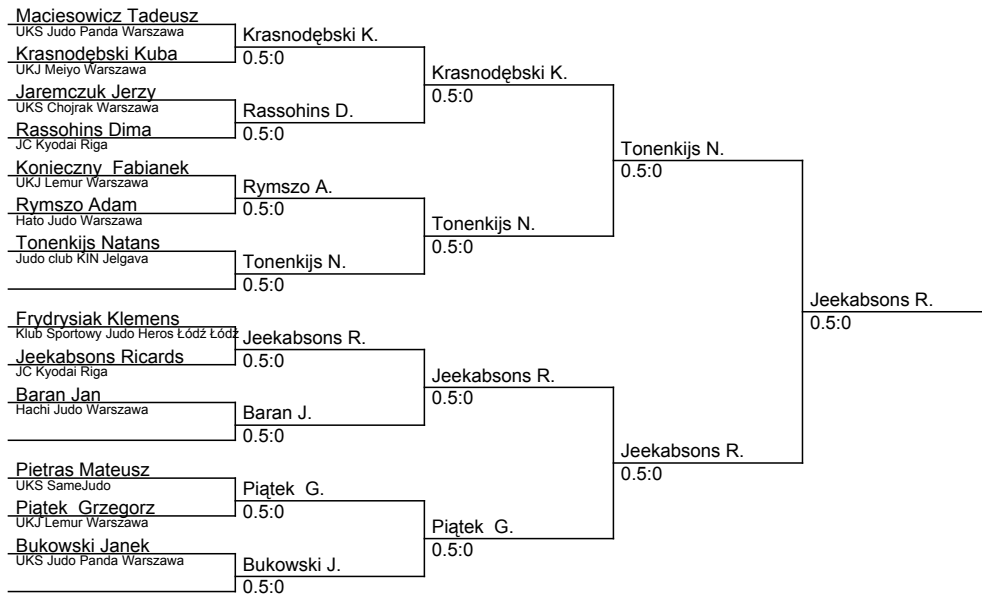 Maciesowicz Tadeusz
UKS Judo Panda Warszawa
Krasnodębski Kuba
UKJ Meiyo Warszawa
Jaremczuk Jerzy
UKS Chojrak Warszawa
Rassohins Dima
JC Kyodai Riga
Konieczny  Fabianek
UKJ Lemur Warszawa
Rymszo Adam
Hato Judo Warszawa
Tonenkijs Natans
Judo club KIN Jelgava
Frydrysiak Klemens
Klub Sportowy Judo Heros Łódź Łódź
Jeekabsons Ricards
JC Kyodai Riga
Baran Jan
Hachi Judo Warszawa
Pietras Mateusz
UKS SameJudo
Piątek  Grzegorz
UKJ Lemur Warszawa
Bukowski Janek
UKS Judo Panda Warszawa
Krasnodębski K.
0.5:0
Rassohins D.
0.5:0
Rymszo A.
0.5:0
Tonenkijs N.
0.5:0
Jeekabsons R.
0.5:0
Baran J.
0.5:0
Piątek  G.
0.5:0
Bukowski J.
0.5:0
Krasnodębski K.
0.5:0
Tonenkijs N.
0.5:0
Jeekabsons R.
0.5:0
Piątek  G.
0.5:0
Tonenkijs N.
0.5:0
Jeekabsons R.
0.5:0
Jeekabsons R.
0.5:0